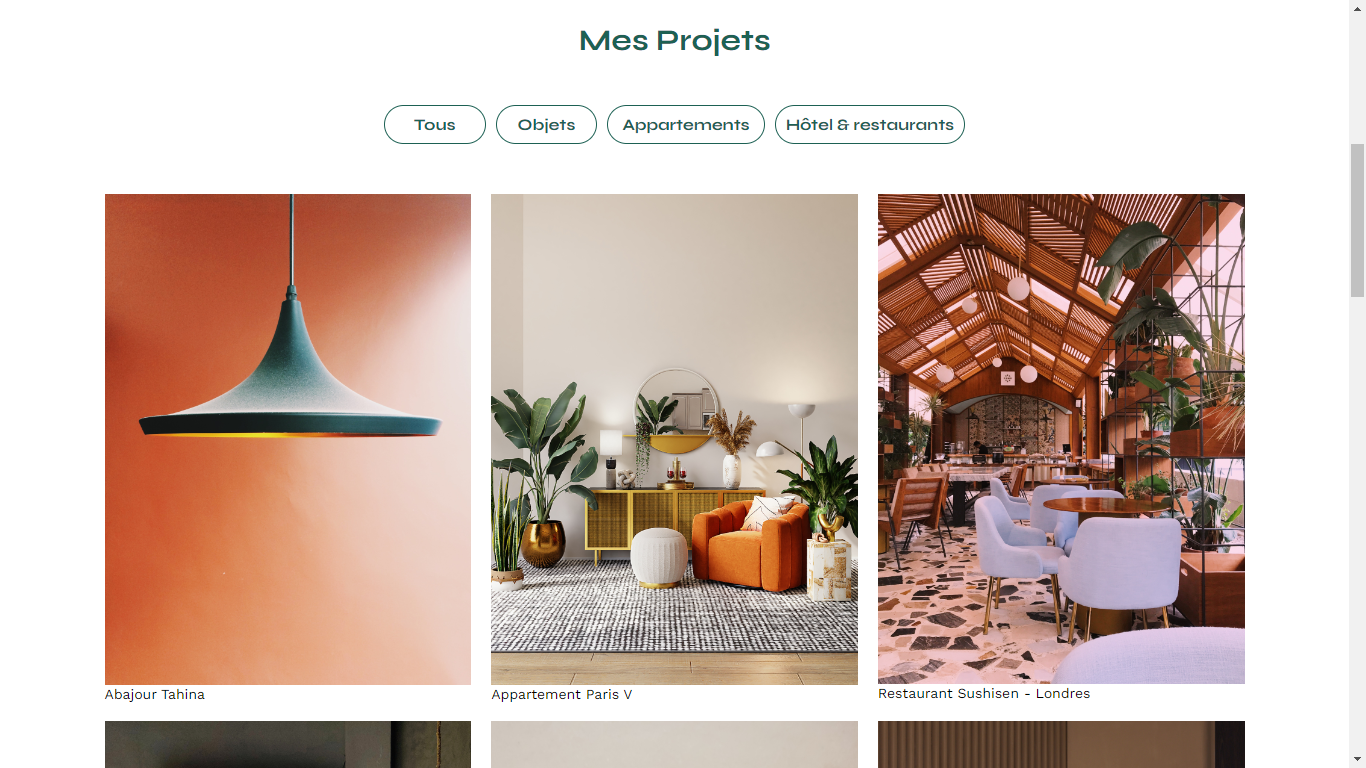 Mes Projets
Tous
Objets
Appartements
Hôtel & restaurants
Abajour Tahina
Appartement Paris V
Restaurant Sushisen - Londres